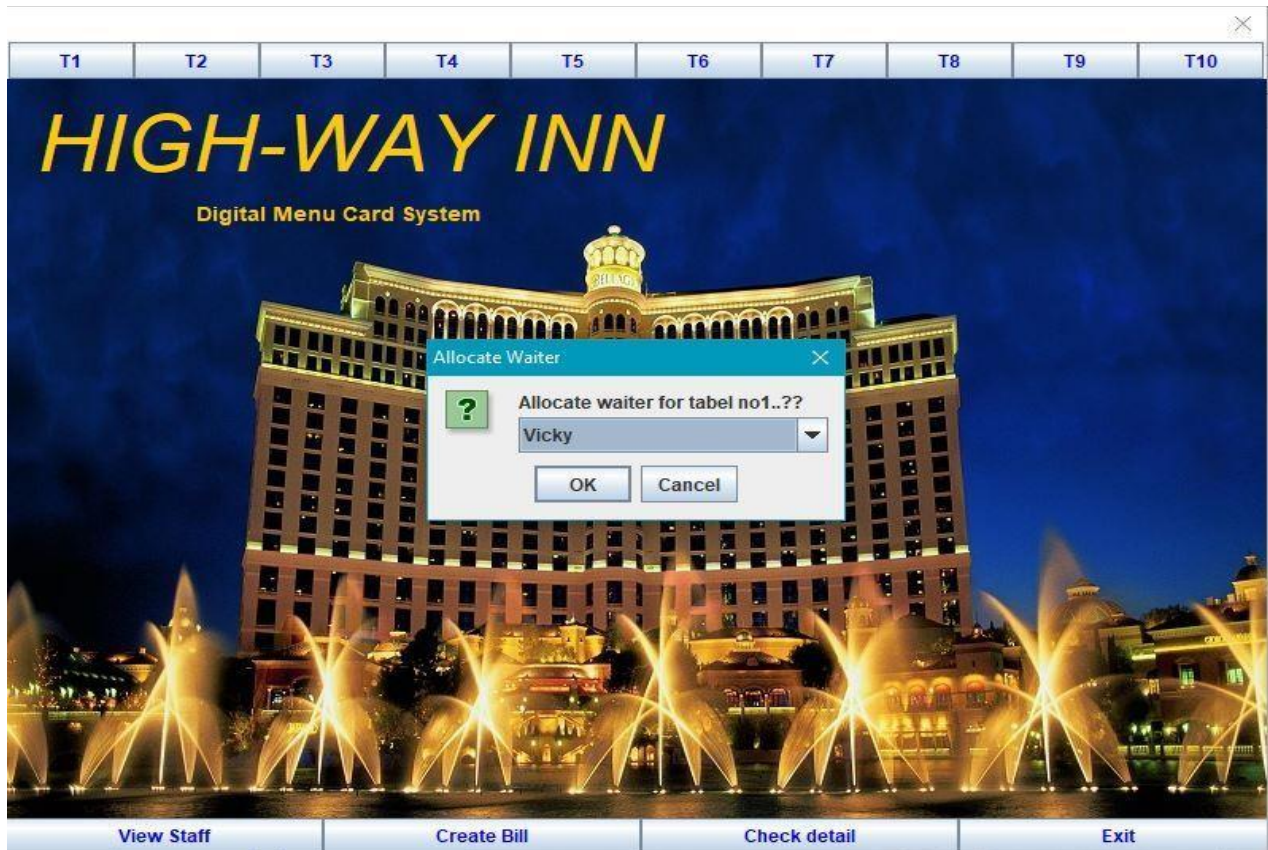 T1 T2 T3 T4 T5 T6 T7 T8 T9 T10
HIGH-WAY INN
Digital Menu Card System
Allocate Waiter
Allocate waiter for tabel no1..??
Vicky
OK Cancel
View Staff Create Bill Check detail Exit